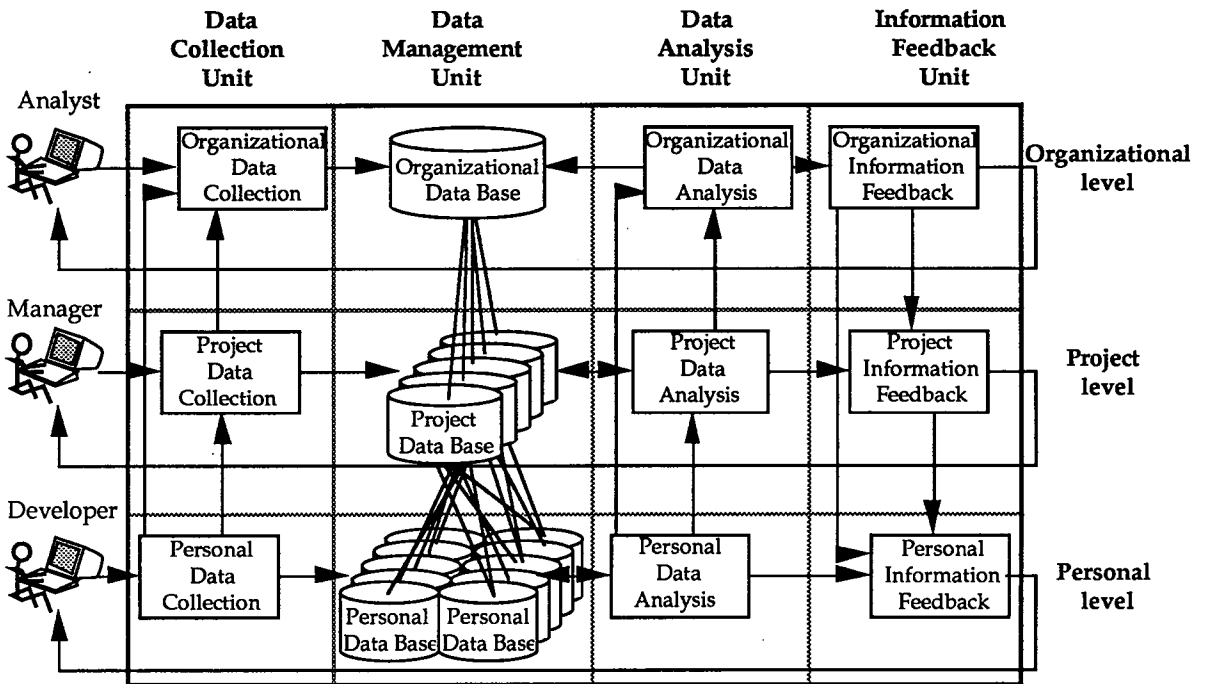 Data
Collection
Unit
Data
Management
Unit
Data
Analysis
Unit
Information
Feedback
Unit
Analyst
Organizational
Data
Collection
Organizational
Data Base
Organizational
Data
Analysis
Organizational
Information
Feedback
Organizational
level
Manager
Project
Data
Collection
Project
Data Base
Project
Data
Analysis
Project
Information
Feedback
Project
level
Developer
Personal
Data
Collection
Personal
Data Base
Personal
Data Base
Personal
Data
Analysis
Personal
Information
Feedback
Personal
level